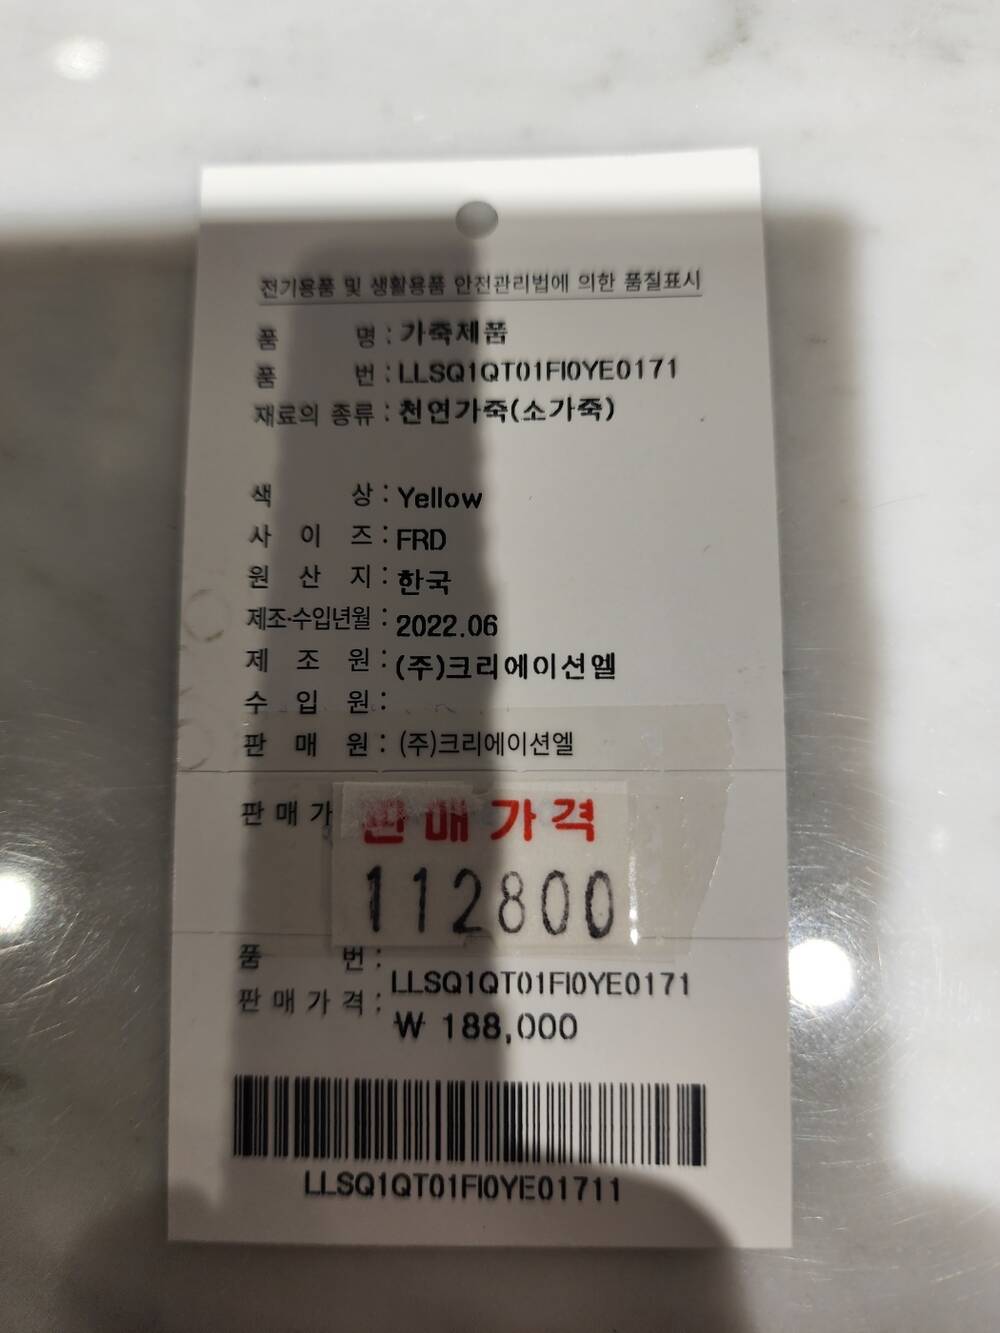 전기용품 및 생활용품 안전관리법에 의한 품질표시
품 명 : 가죽제품
품 번 : LLSQ1QT01FI0YE0171
재료의 종류 : 천연가죽(소가죽)
색 상 : Yellow
사 이 즈 : FRD
원 산 지 : 한국
제조·수입년월 : 2022.06
제 조 원 : (주)크리에이션엘
수 입 원 :
판 매 원 : (주)크리에이션엘
판 매 가 판매가격
112800
품 번 : LLSQ1QT01FI0YE0171
판 매 가 격 : ₩ 188,000
LLSQ1QT01FI0YE01711